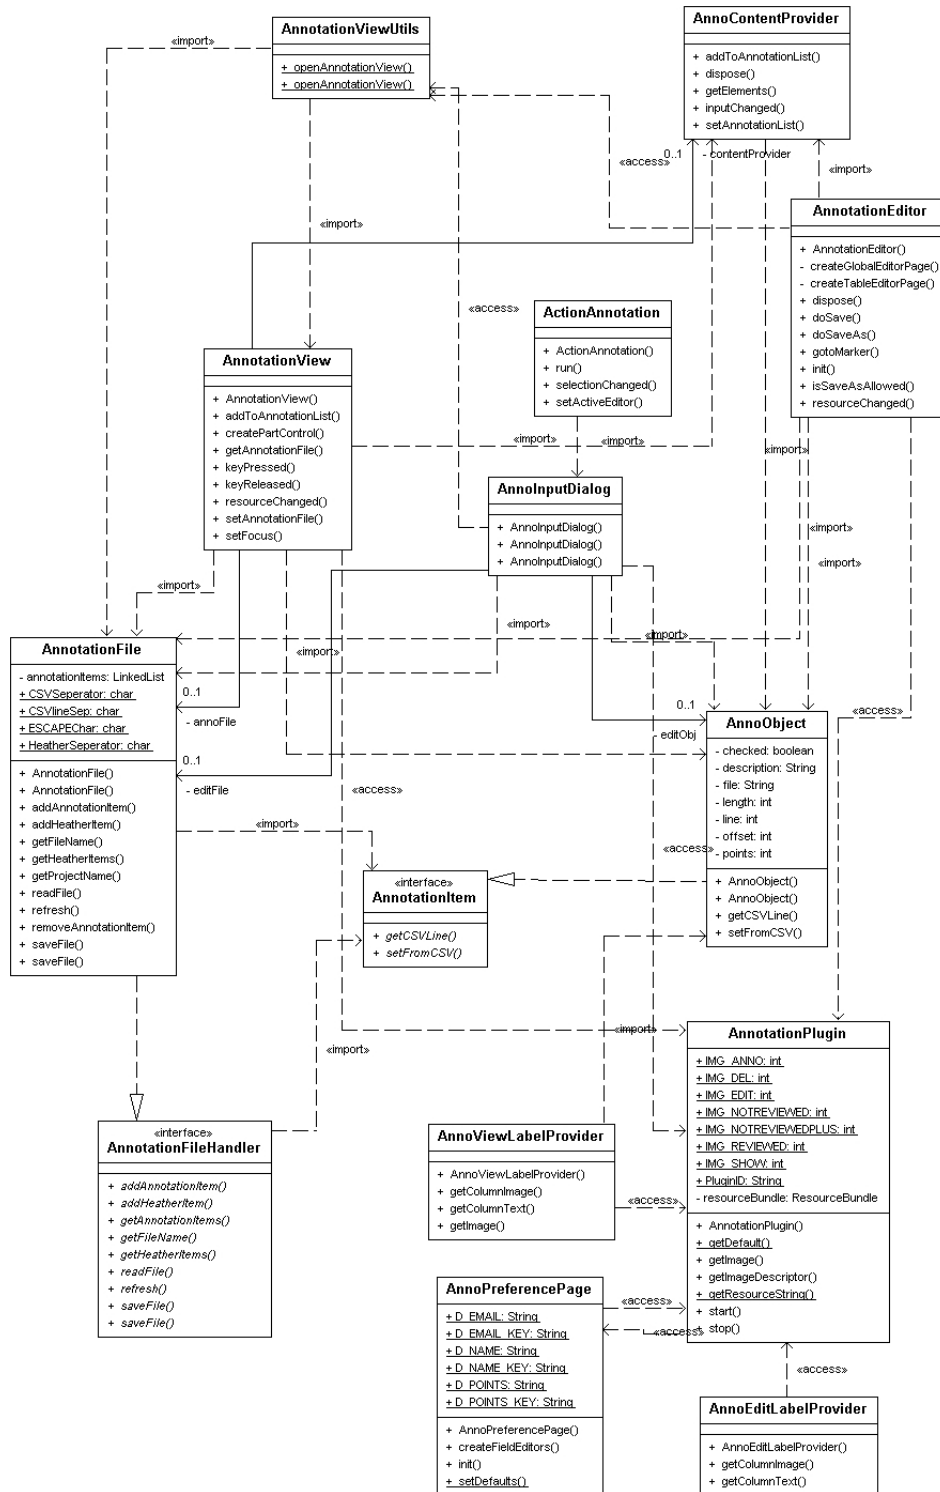 AnnotationViewUtils
+ openAnnotationView()
+ openAnnotationView()
AnnoContentProvider
+ addToAnnotationList()
+ dispose()
+ getElements()
+ inputChanged()
+ setAnnotationList()
«import»
«access»
0..1
- contentProvider
«import»
«import»
AnnotationEditor
+ AnnotationEditor()
- createGlobalEditorPage()
- createTableEditorPage()
+ dispose()
+ doSave()
+ doSaveAs()
+ gotoMarker()
+ init()
+ isSaveAsAllowed()
+ resourceChanged()
«access»
ActionAnnotation
+ ActionAnnotation()
+ run()
+ selectionChanged()
+ setActiveEditor()
AnnotationView
+ AnnotationView()
+ addToAnnotationList()
+ createPartControl()
+ getAnnotationFile()
+ keyPressed()
+ keyReleased()
+ resourceChanged()
+ setAnnotationFile()
+ setFocus()
«import»
«import»
«import»
AnnoInputDialog
+ AnnoInputDialog()
+ AnnoInputDialog()
+ AnnoInputDialog()
«import»
«import»
«import»
AnnotationFile
- annotationItems: LinkedList
+ CSVSeperator: char
+ CSVlineSep: char
+ ESCAPEChar: char
+ HeatherSeperator: char
+ AnnotationFile()
+ AnnotationFile()
+ addAnnotationItem()
+ addHeatherItem()
+ getFileName()
+ getHeatherItems()
+ getProjectName()
+ readFile()
+ refresh()
+ removeAnnotationItem()
+ saveFile()
+ saveFile()
«import»
«import»
0..1
- annoFile
0..1
- editFile
0..1
- editObj
«access»
«access»
AnnoObject
- checked: boolean
- description: String
- file: String
- length: int
- line: int
- offset: int
- points: int
+ AnnoObject()
+ AnnoObject()
+ getCSVLine()
+ setFromCSV()
«import»
«access»
«interface»
AnnotationItem
+ getCSVLine()
+ setFromCSV()
«import»
«import»
AnnotationPlugin
+ IMG_ANNO: int
+ IMG_DEL: int
+ IMG_EDIT: int
+ IMG_NOTREVIEWED: int
+ IMG_NOTREVIEWEDPLUS: int
+ IMG_REVIEWED: int
+ IMG_SHOW: int
+ PluginID: String
- resourceBundle: ResourceBundle
+ AnnotationPlugin()
+ getDefault()
+ getImage()
+ getImageDescriptor()
+ getResourceString()
+ start()
+ stop()
«interface»
AnnotationFileHandler
+ addAnnotationItem()
+ addHeatherItem()
+ getAnnotationItems()
+ getFileName()
+ getHeatherItems()
+ readFile()
+ refresh()
+ saveFile()
+ saveFile()
AnnoViewLabelProvider
+ AnnoViewLabelProvider()
+ getColumnImage()
+ getColumnText()
+ getImage()
«access»
AnnoPreferencePage
+ D_EMAIL: String
+ D_EMAIL_KEY: String
+ D_NAME: String
+ D_NAME_KEY: String
+ D_POINTS: String
+ D_POINTS_KEY: String
+ AnnoPreferencePage()
+ createFieldEditors()
+ init()
+ setDefaults()
«access»
«access»
«access»
AnnoEditLabelProvider
+ AnnoEditLabelProvider()
+ getColumnImage()
+ getColumnText()